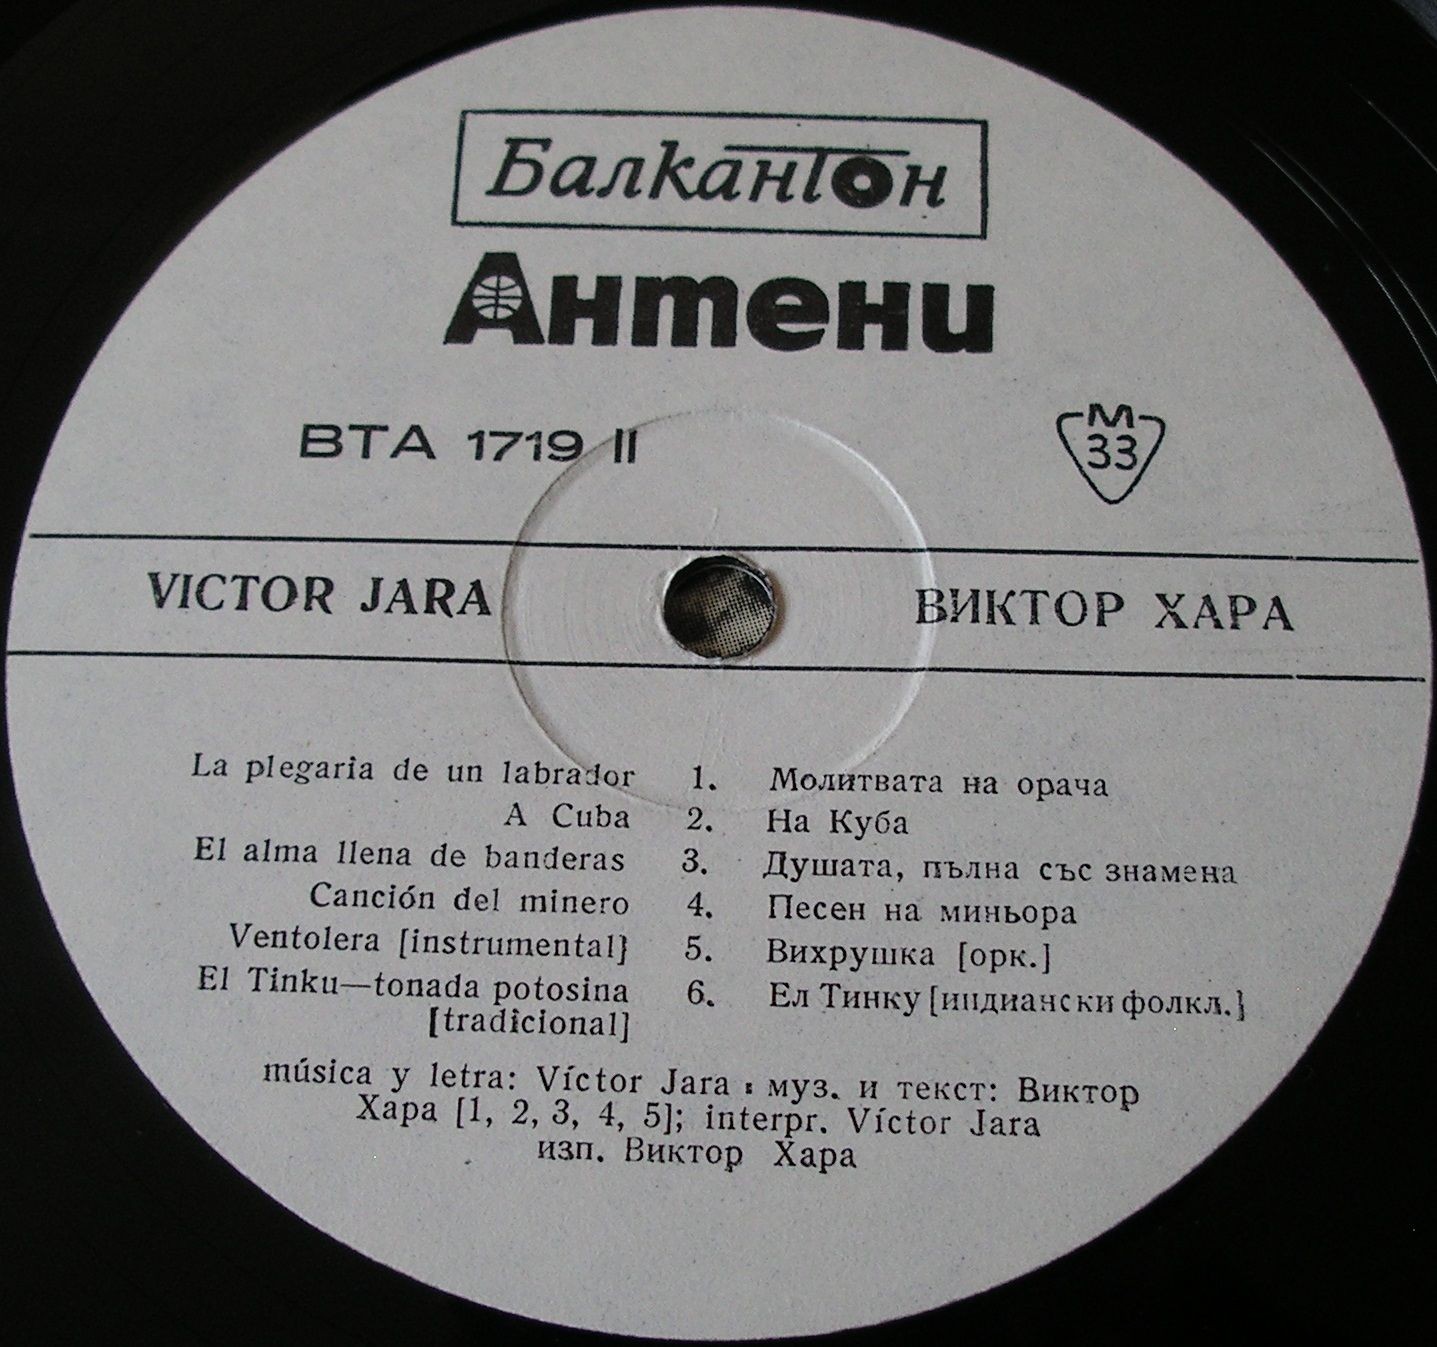 Балкантон
Антени
ВТА 1719 II
М
33
VICTOR JARA ВИКТОР ХАРА
La plegaria de un labrador 1. Молитвата на орача
A Cuba 2. На Куба
El alma llena de banderas 3. Душата, пълна със знамена
Canción del minero 4. Песен на миньора
Ventolera [instrumental] 5. Вихрушка [орк.]
El Tinku—tonada potosina 6. Ел Тинку [индиански фолкл.]
[tradicional]
música y letra: Víctor Jara : муз. и текст: Виктор
Хара [1, 2, 3, 4, 5]; interpr. Víctor Jara
изп. Виктор Хара